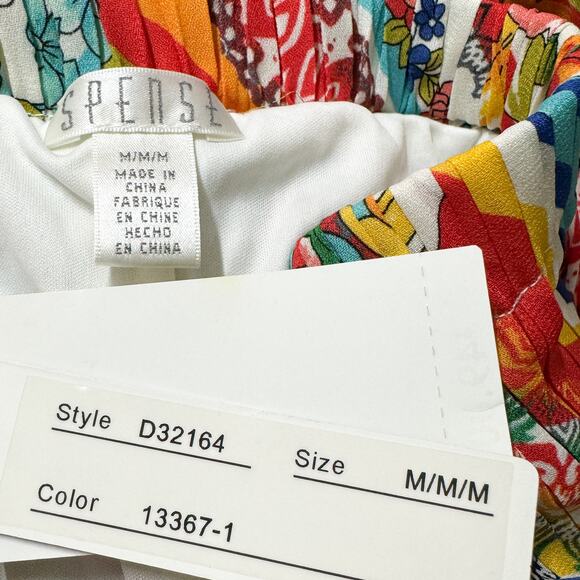 SPENSE
M/M/M
MADE IN
CHINA
FABRIQUE
EN CHINE
HECHO
EN CHINA
Style D32164
Size M/M/M
Color 13367-1